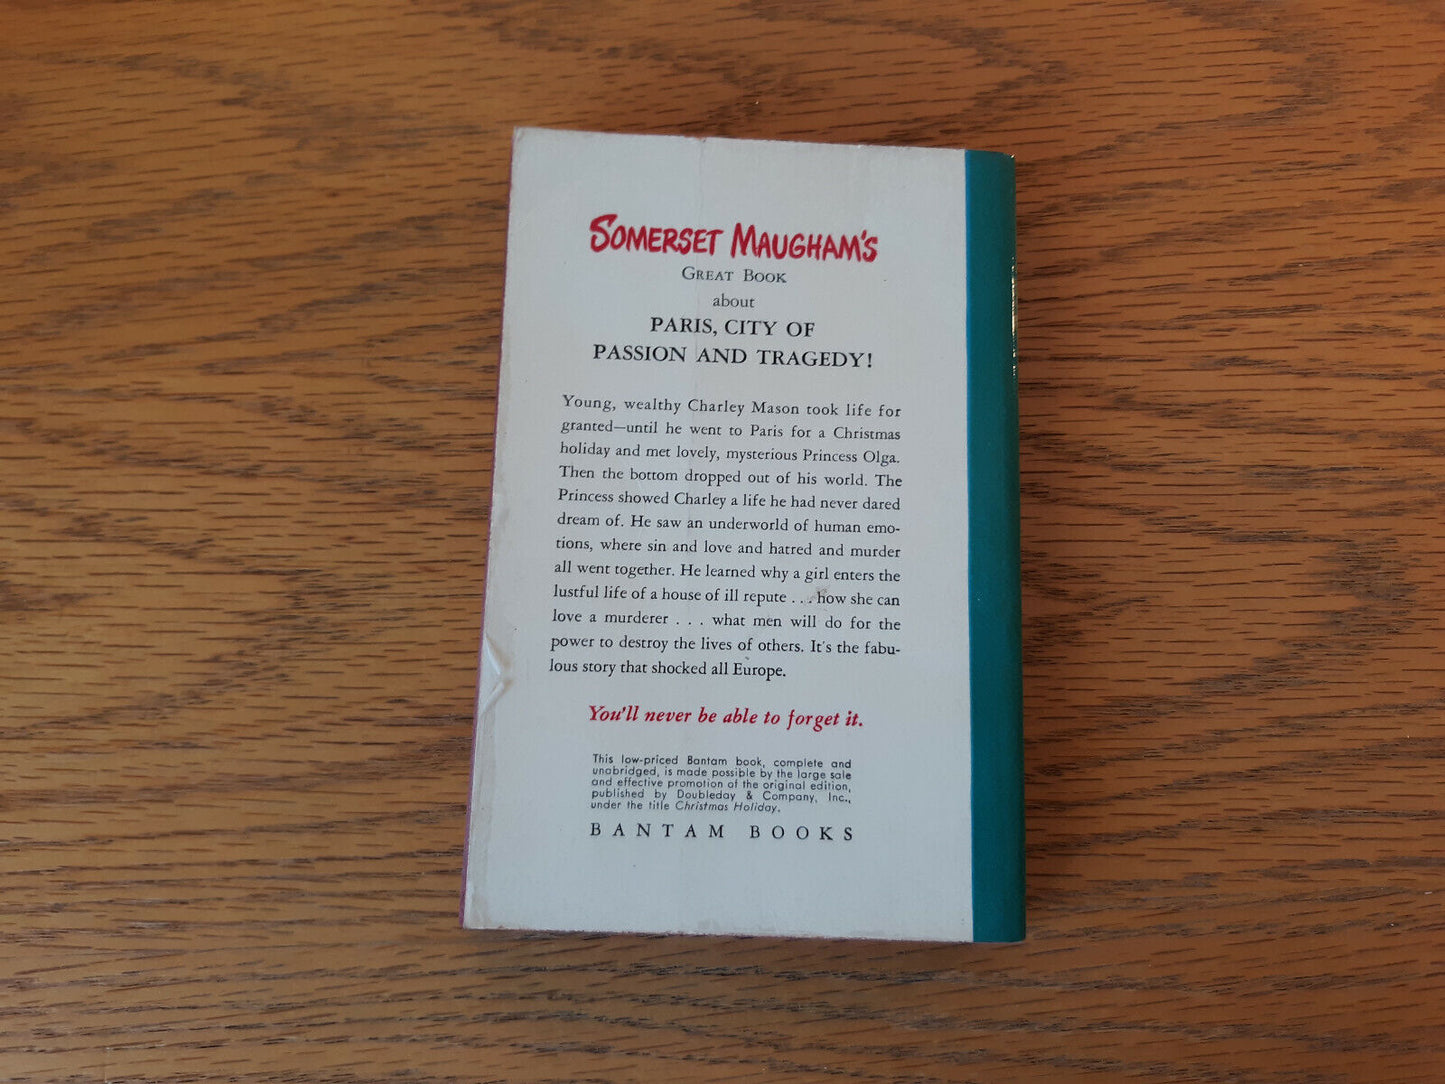 SOMERSET MAUGHAM'S
GREAT BOOK
about
PARIS, CITY OF
PASSION AND TRAGEDY!
Young, wealthy Charley Mason took life for
granted—until he went to Paris for a Christmas
holiday and met lovely, mysterious Princess Olga.
Then the bottom dropped out of his world. The
Princess showed Charley a life he had never dared
dream of. He saw an underworld of human emo-
tions, where sin and love and hatred and murder
all went together. He learned why a girl enters the
lustful life of a house of ill repute . . . how she can
love a murderer . . . what men will do for the
power to destroy the lives of others. It's the fabu-
lous story that shocked all Europe.
You'll never be able to forget it.
This low-priced Bantam book, complete and
unabridged, is made possible by the large sale
and effective promotion of the original edition,
published by Doubleday & Company, Inc.,
under the title Christmas Holiday.
BANTAM BOOKS